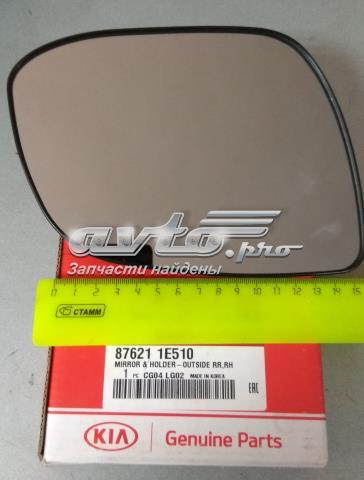 avto.pro
Запчасти найдены
0 1 2 3 4 5 6 7 8 9 10 11 12 13 14 15
СТАММ
87621 1E510
MIRROR & HOLDER-OUTSIDE RR,RH
1 PC CG04 LG02 MADE IN KOREA
EAC
KIA Genuine Parts